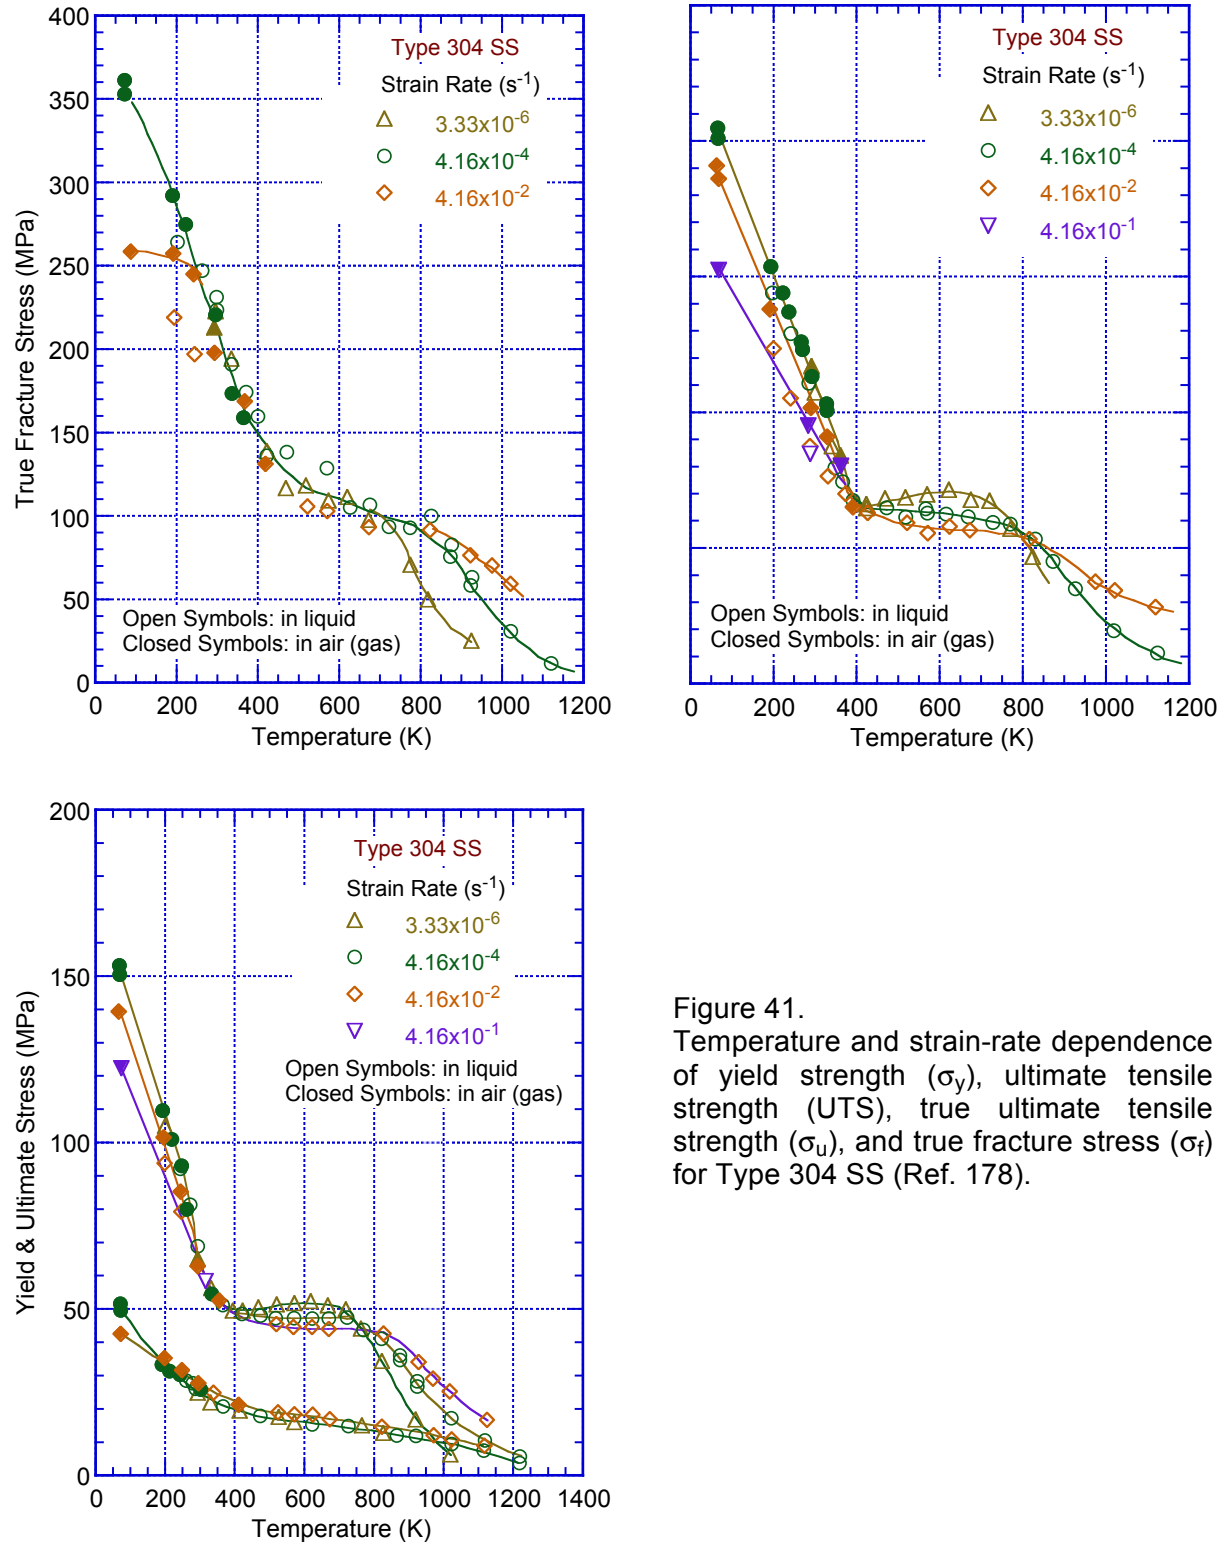 True Fracture Stress (MPa)
400
350
300
250
200
150
100
50
0
Type 304 SS
Strain Rate (s-1)
3.33x10-6
4.16x10-4
4.16x10-2
Open Symbols: in liquid
Closed Symbols: in air (gas)
0 200 400 600 800 1000 1200
Temperature (K)
Type 304 SS
Strain Rate (s-1)
3.33x10-6
4.16x10-4
4.16x10-2
4.16x10-1
Open Symbols: in liquid
Closed Symbols: in air (gas)
0 200 400 600 800 1000 1200
Temperature (K)
Yield & Ultimate Stress (MPa)
200
150
100
50
0
Type 304 SS
Strain Rate (s-1)
3.33x10-6
4.16x10-4
4.16x10-2
4.16x10-1
Open Symbols: in liquid
Closed Symbols: in air (gas)
0 200 400 600 800 1000 1200 1400
Temperature (K)
Figure 41.
Temperature and strain-rate dependence
of yield strength (σy), ultimate tensile
strength (UTS), true ultimate tensile
strength (σu), and true fracture stress (σf)
for Type 304 SS (Ref. 178).